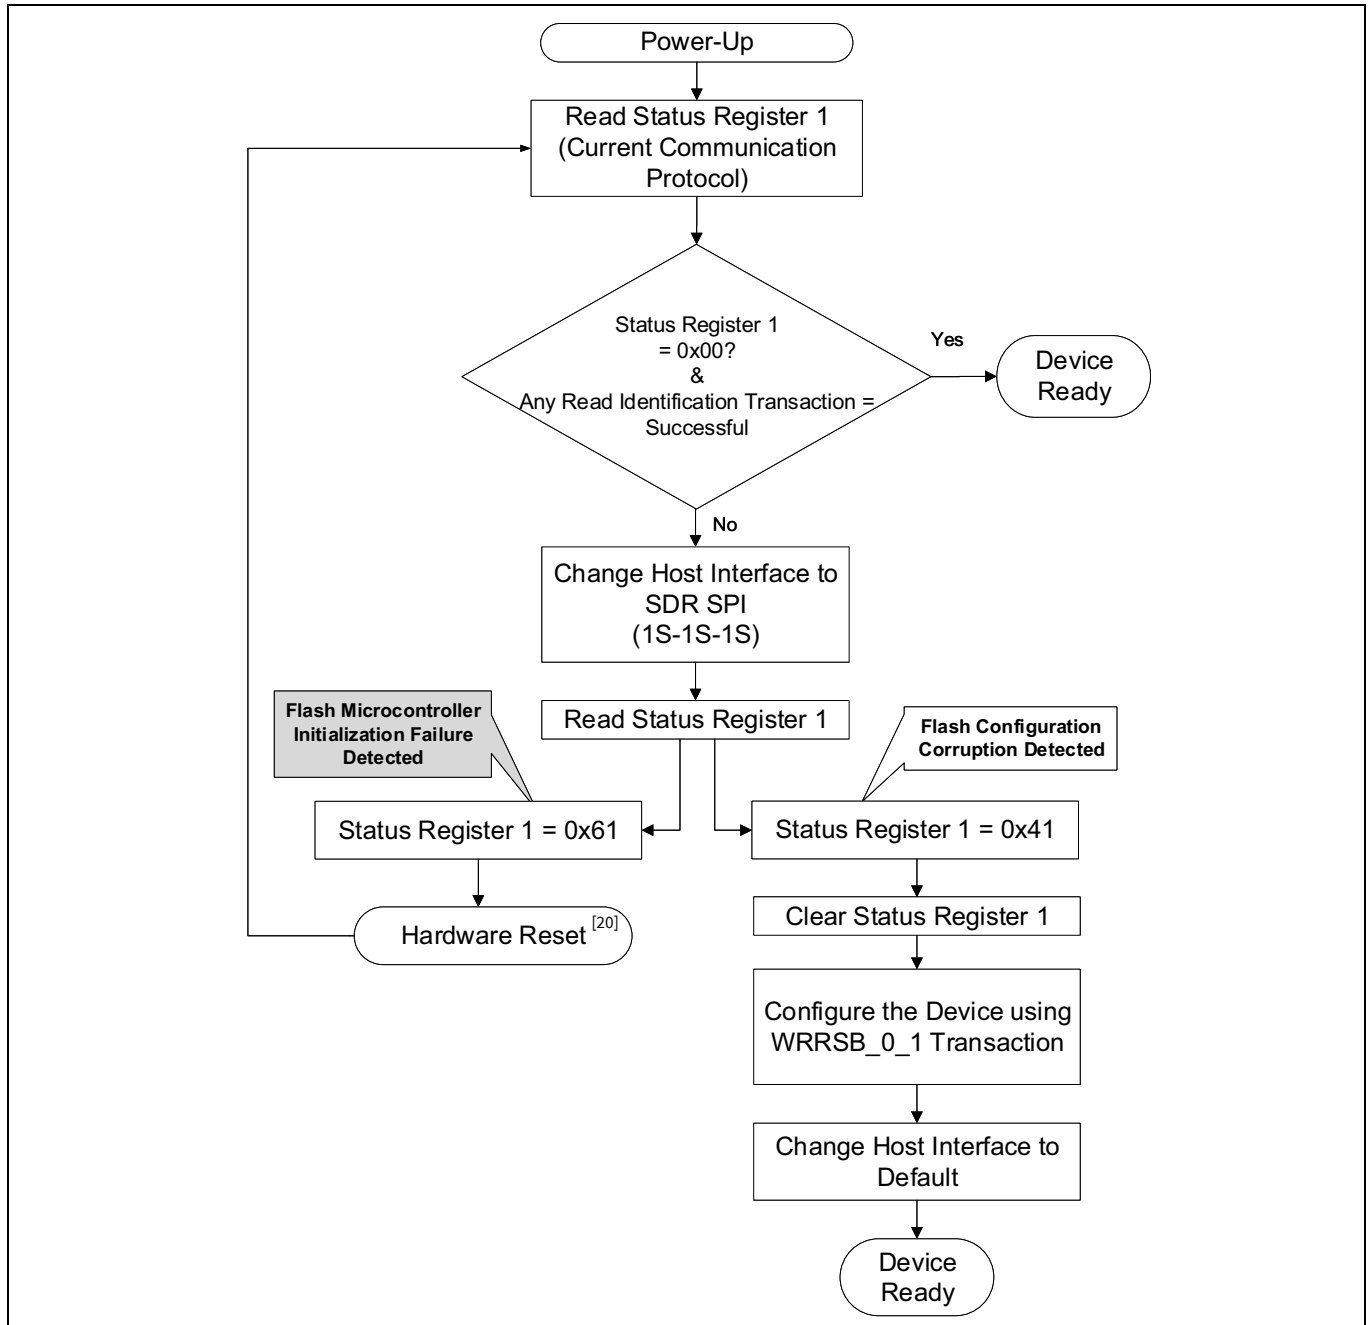 Power-Up
Read Status Register 1
(Current Communication
Protocol)
Status Register 1
= 0x00?
&
Any Read Identification Transaction =
Successful
Yes
Device
Ready
No
Change Host Interface to
SDR SPI
(1S-1S-1S)
Read Status Register 1
Flash Microcontroller
Initialization Failure
Detected
Flash Configuration
Corruption Detected
Status Register 1 = 0x61
Status Register 1 = 0x41
Hardware Reset [20]
Clear Status Register 1
Configure the Device using
WRRSB_0_1 Transaction
Change Host Interface to
Default
Device
Ready